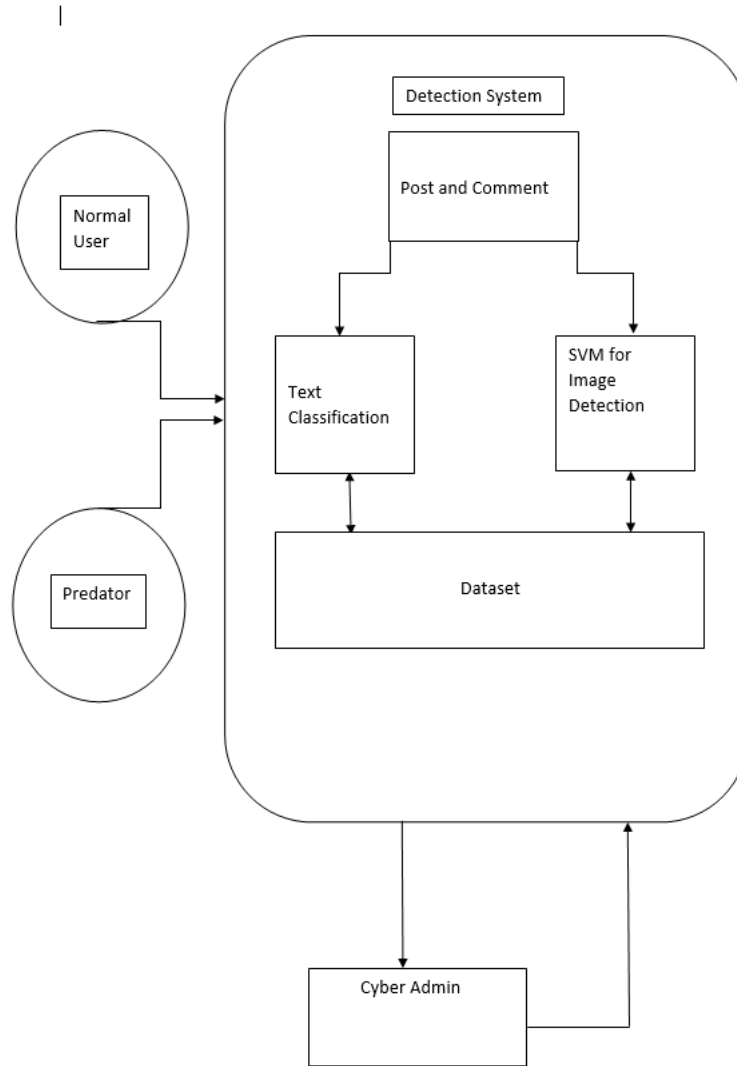 Detection System
Post and Comment
Normal
User
Text
Classification
SVM for
Image
Detection
Predator
Dataset
Cyber Admin